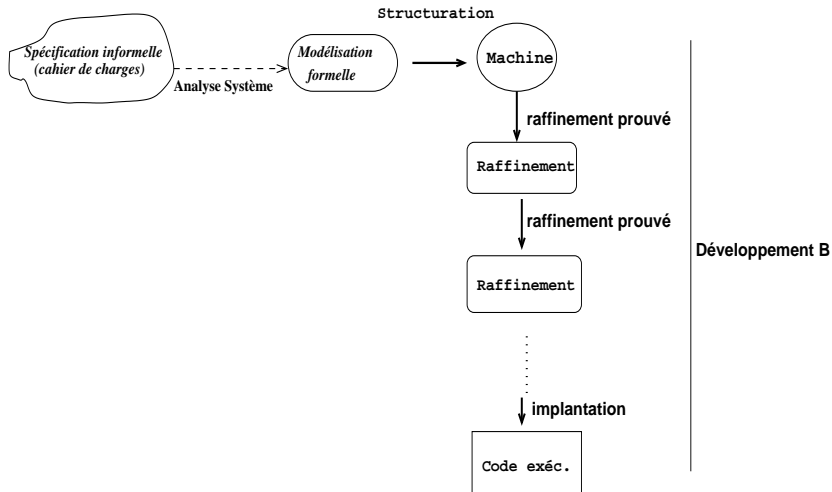 Structuration
Spécification informelle
(cahier de charges)
Analyse Système
Modélisation
formelle
Machine
raffinement prouvé
Raffinement
raffinement prouvé
Raffinement
Développement B
implantation
Code exéc.